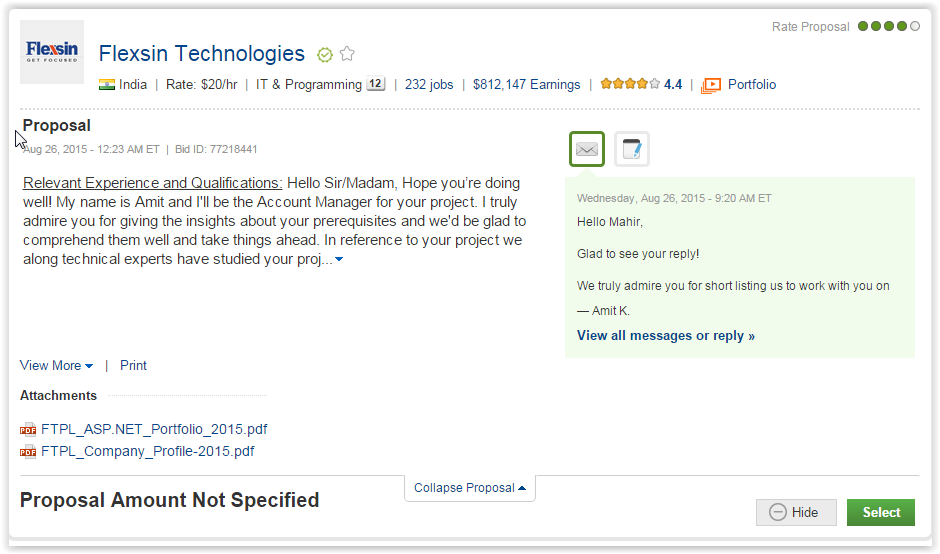 Rate Proposal
Flexsin
GET FOCUSED
Flexsin Technologies
India | Rate: $20/hr | IT & Programming 12 | 232 jobs | $812,147 Earnings | 4.4 | Portfolio
Proposal
Aug 26, 2015 - 12:23 AM ET | Bid ID: 77218441
Relevant Experience and Qualifications: Hello Sir/Madam, Hope you're doing
well! My name is Amit and I'll be the Account Manager for your project. I truly
admire you for giving the insights about your prerequisites and we'd be glad to
comprehend them well and take things ahead. In reference to your project we
along technical experts have studied your proj...
Wednesday, Aug 26, 2015 - 9:20 AM ET
Hello Mahir,
Glad to see your reply!
We truly admire you for short listing us to work with you on
— Amit K.
View all messages or reply »
View More | Print
Attachments
PDF FTPL_ASP.NET_Portfolio_2015.pdf
PDF FTPL_Company_Profile-2015.pdf
Collapse Proposal
Proposal Amount Not Specified
Hide
Select